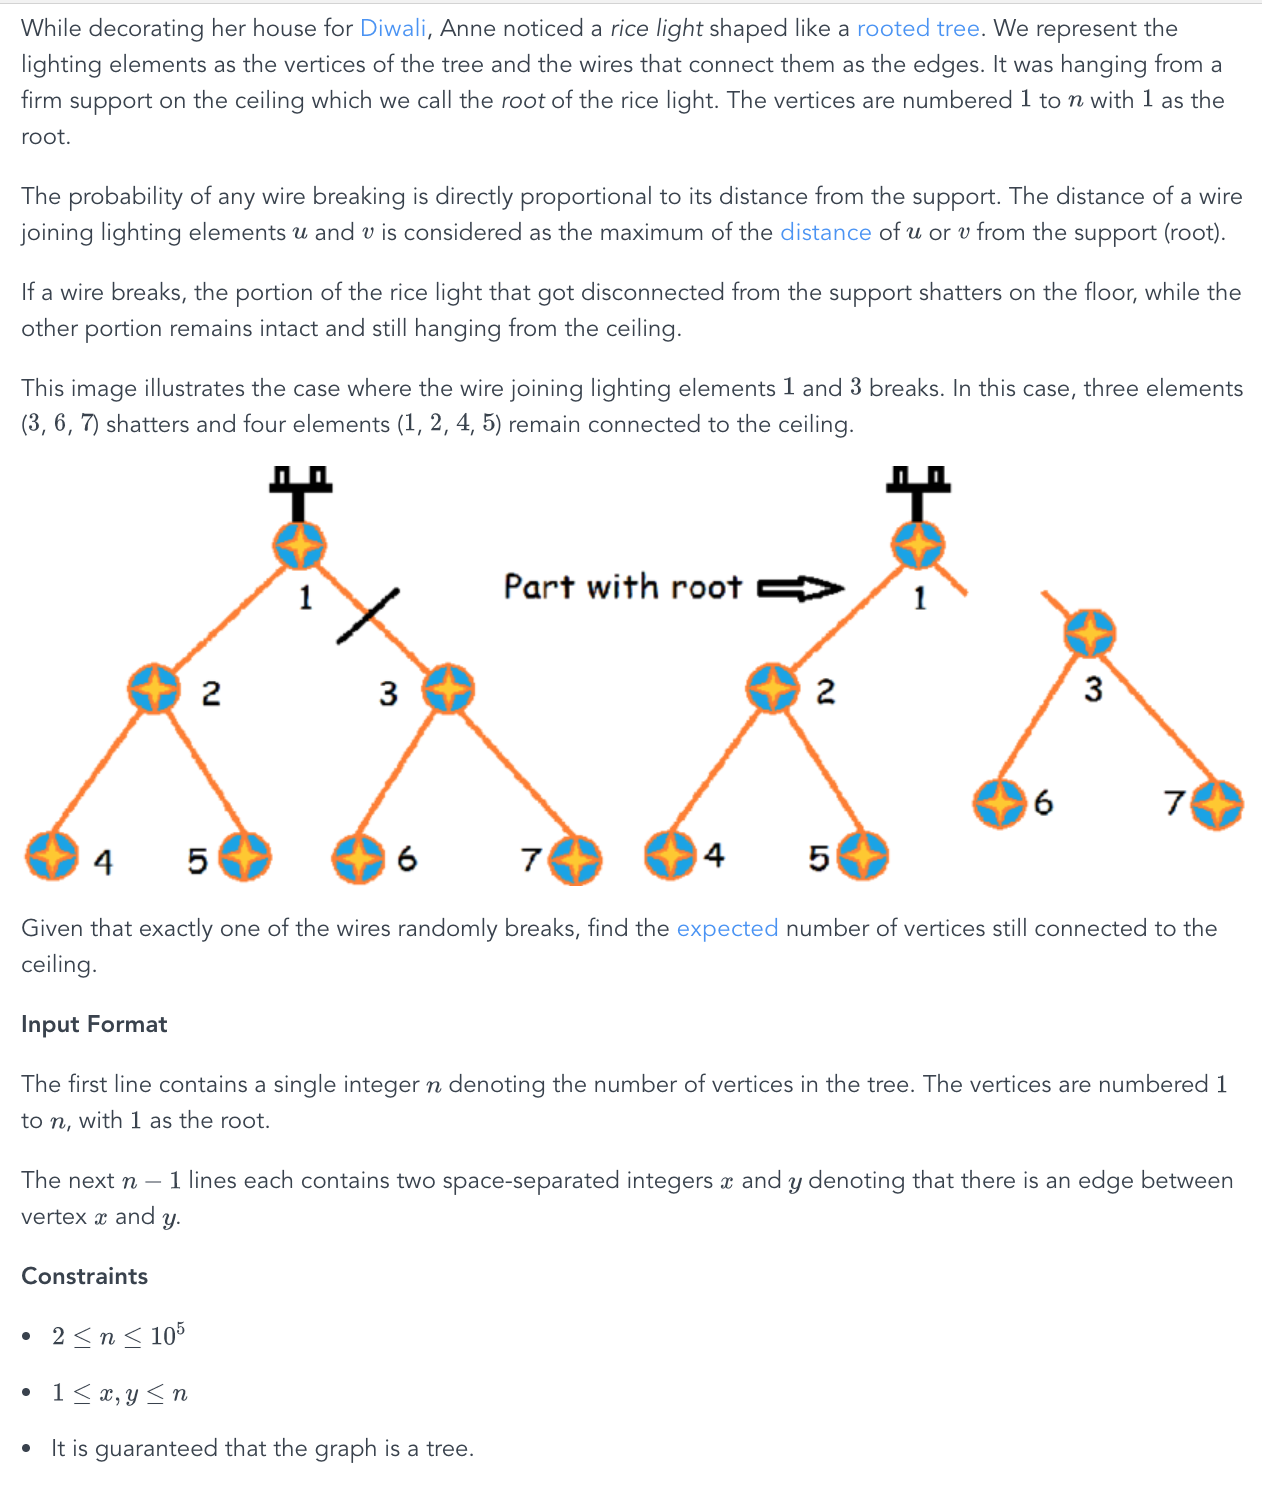 While decorating her house for Diwali, Anne noticed a rice light shaped like a rooted tree. We represent the
lighting elements as the vertices of the tree and the wires that connect them as the edges. It was hanging from a
firm support on the ceiling which we call the root of the rice light. The vertices are numbered 1 to n with 1 as the
root.
The probability of any wire breaking is directly proportional to its distance from the support. The distance of a wire
joining lighting elements u and v is considered as the maximum of the distance of u or v from the support (root).
If a wire breaks, the portion of the rice light that got disconnected from the support shatters on the floor, while the
other portion remains intact and still hanging from the ceiling.
This image illustrates the case where the wire joining lighting elements 1 and 3 breaks. In this case, three elements
(3, 6, 7) shatters and four elements (1, 2, 4, 5) remain connected to the ceiling.
Part with root
1
2
3
4
5
6
7
1
2
3
4
5
6
7
Given that exactly one of the wires randomly breaks, find the expected number of vertices still connected to the
ceiling.
Input Format
The first line contains a single integer n denoting the number of vertices in the tree. The vertices are numbered 1
to n, with 1 as the root.
The next n − 1 lines each contains two space-separated integers x and y denoting that there is an edge between
vertex x and y.
Constraints
• 2 ≤ n ≤ 10⁵
• 1 ≤ x, y ≤ n
• It is guaranteed that the graph is a tree.